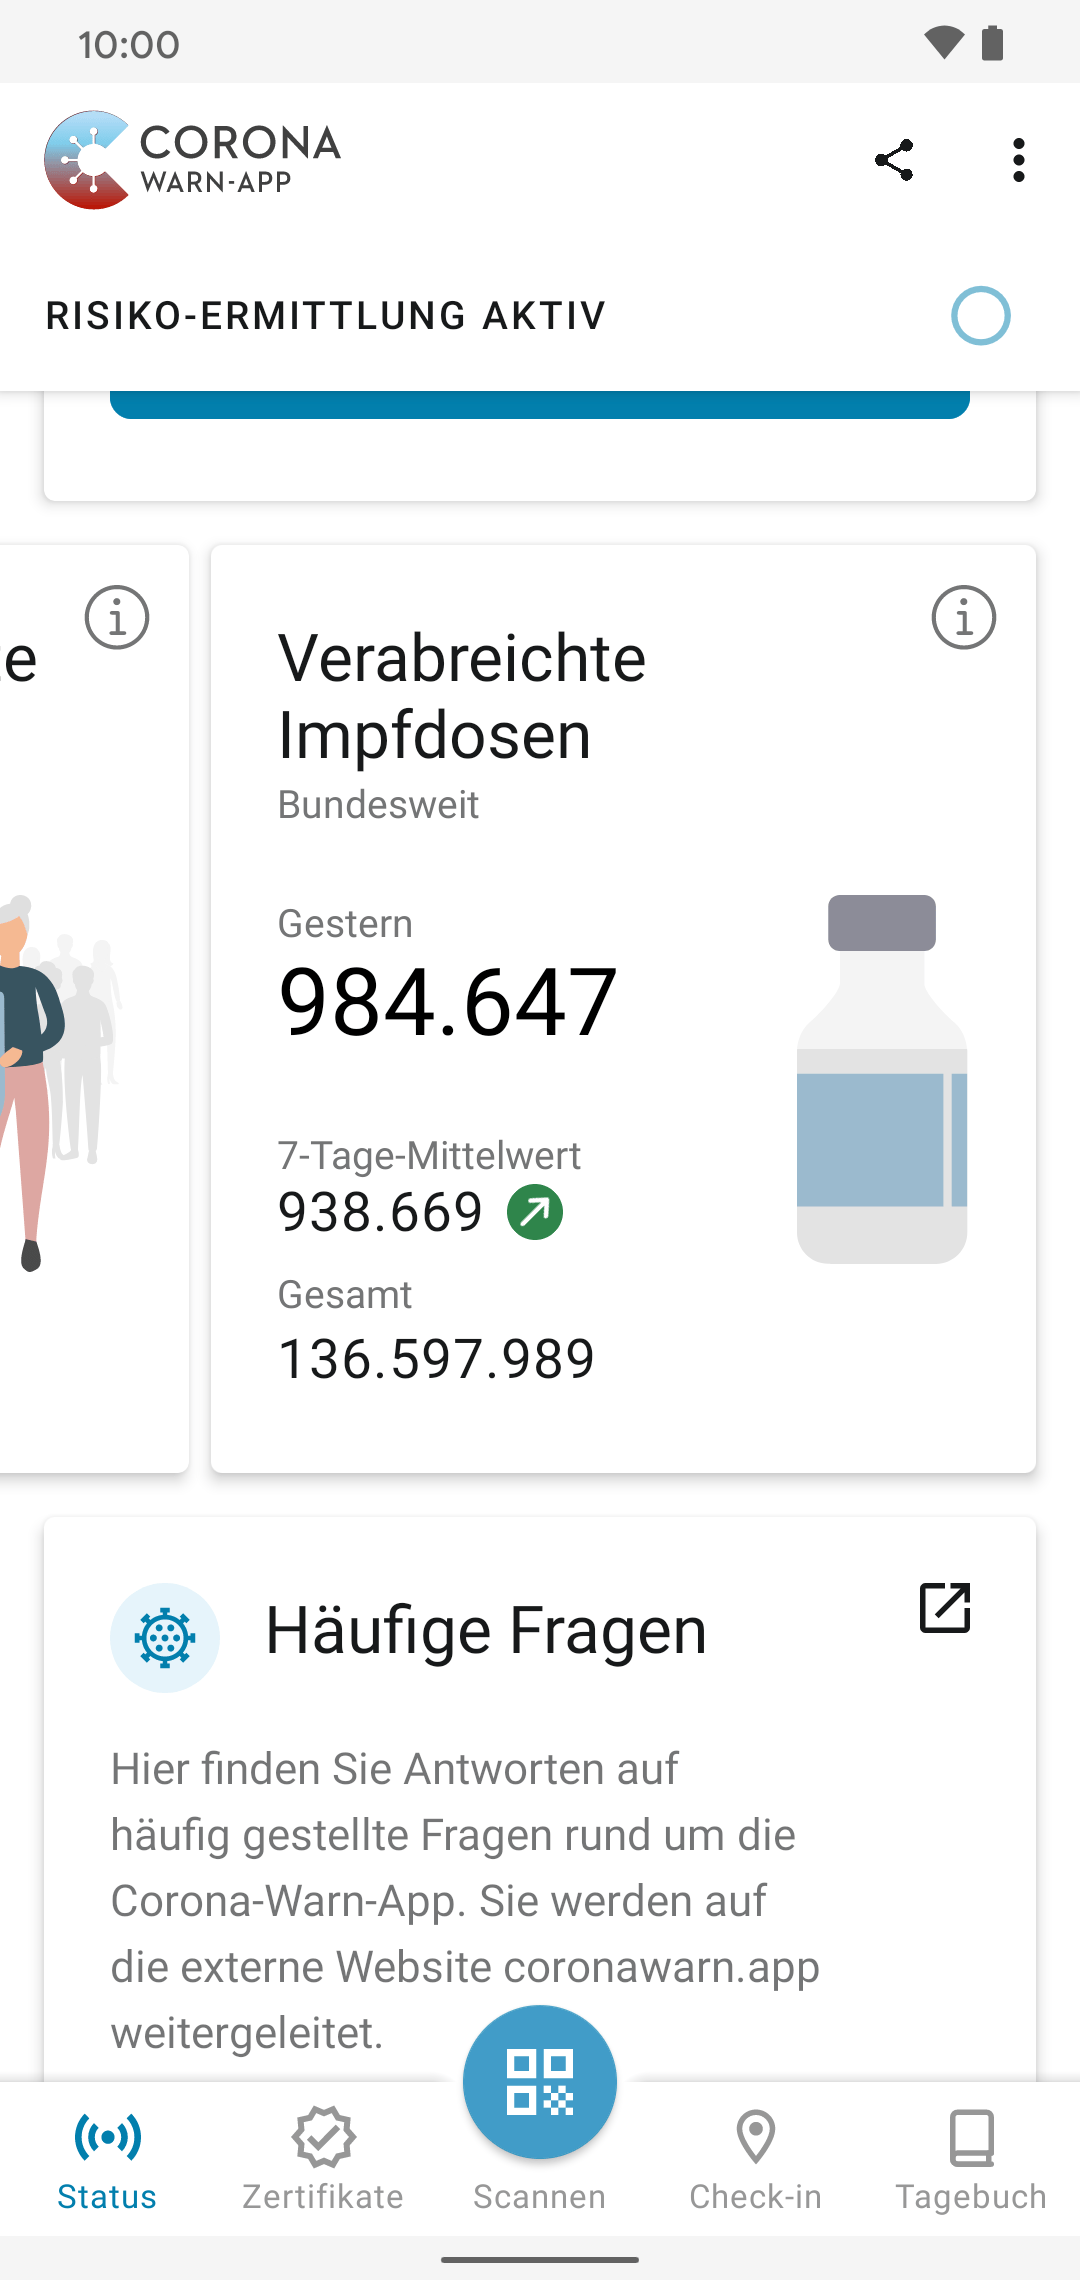 10:00
CORONA
WARN-APP
RISIKO-ERMITTLUNG AKTIV
Verabreichte
Impfdosen
Bundesweit
Gestern
984.647
7-Tage-Mittelwert
938.669
Gesamt
136.597.989
Häufige Fragen
Hier finden Sie Antworten auf
häufig gestellte Fragen rund um die
Corona-Warn-App. Sie werden auf
die externe Website coronawarn.app
weitergeleitet.
Status
Zertifikate
Scannen
Check-in
Tagebuch